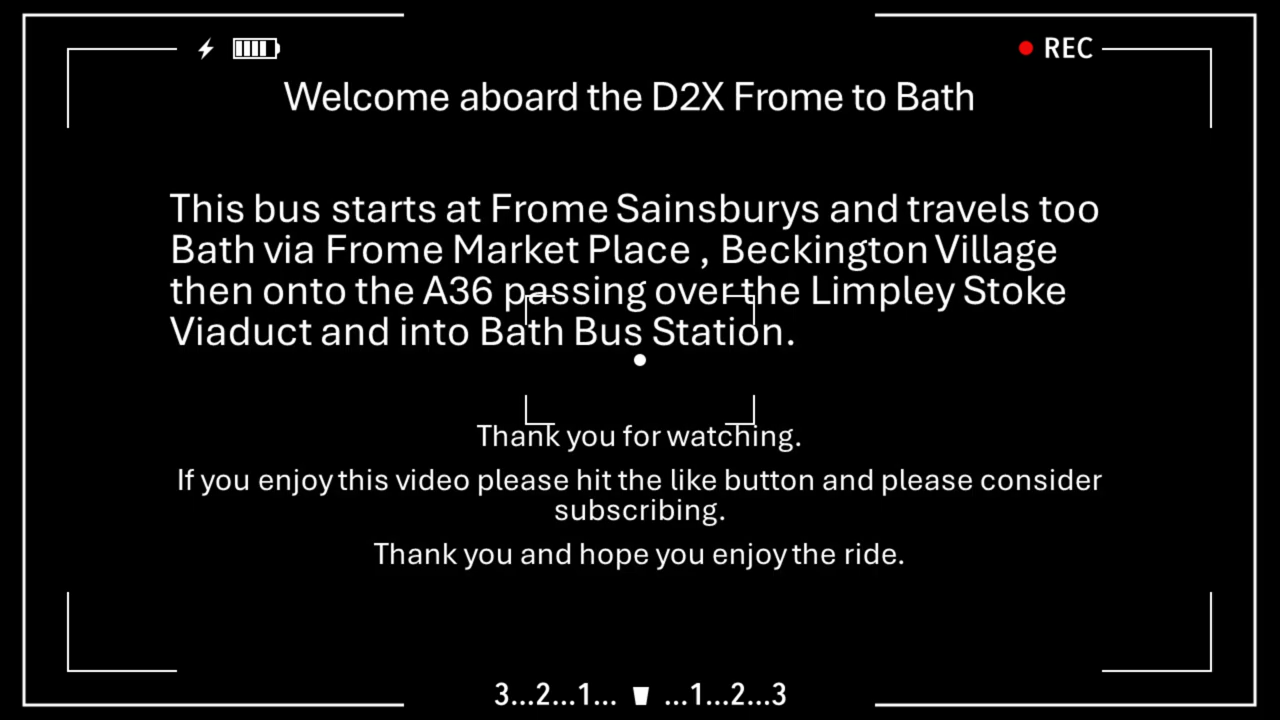 REC
Welcome aboard the D2X Frome to Bath
This bus starts at Frome Sainsburys and travels too
Bath via Frome Market Place , Beckington Village
then onto the A36 passing over the Limpley Stoke
Viaduct and into Bath Bus Station.
Thank you for watching.
If you enjoy this video please hit the like button and please consider
subscribing.
Thank you and hope you enjoy the ride.
3...2...1... ...1...2...3